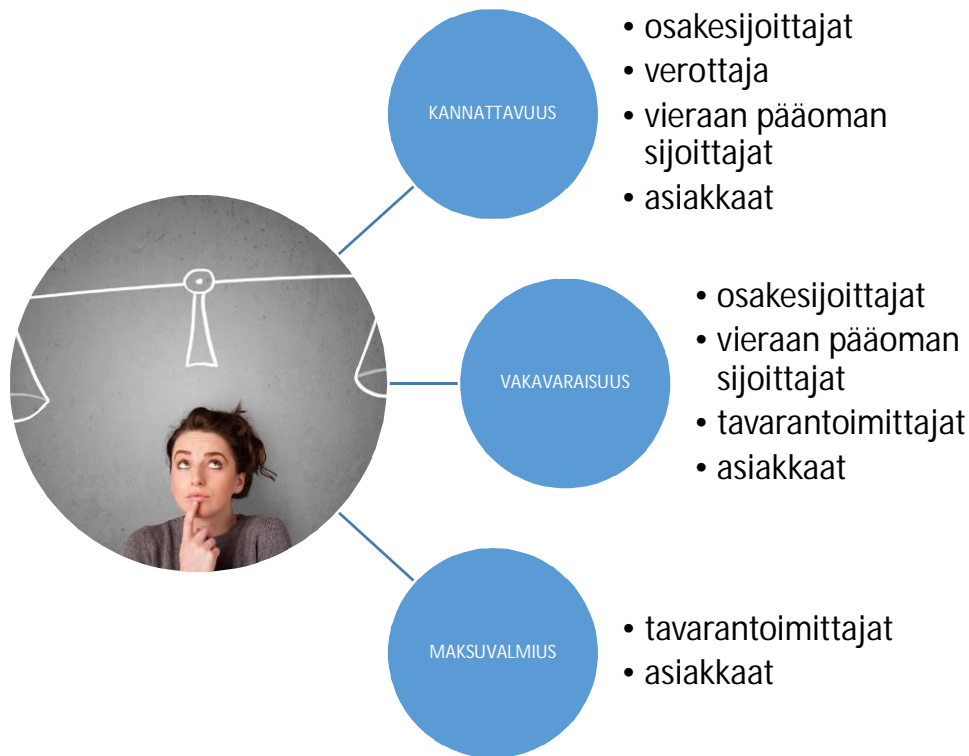 KANNATTAVUUS
• osakesijoittajat
• verottaja
• vieraan pääoman
sijoittajat
• asiakkaat
VAKAVARAISUUS
• osakesijoittajat
• vieraan pääoman
sijoittajat
• tavarantoimittajat
• asiakkaat
MAKSUVALMIUS
• tavarantoimittajat
• asiakkaat